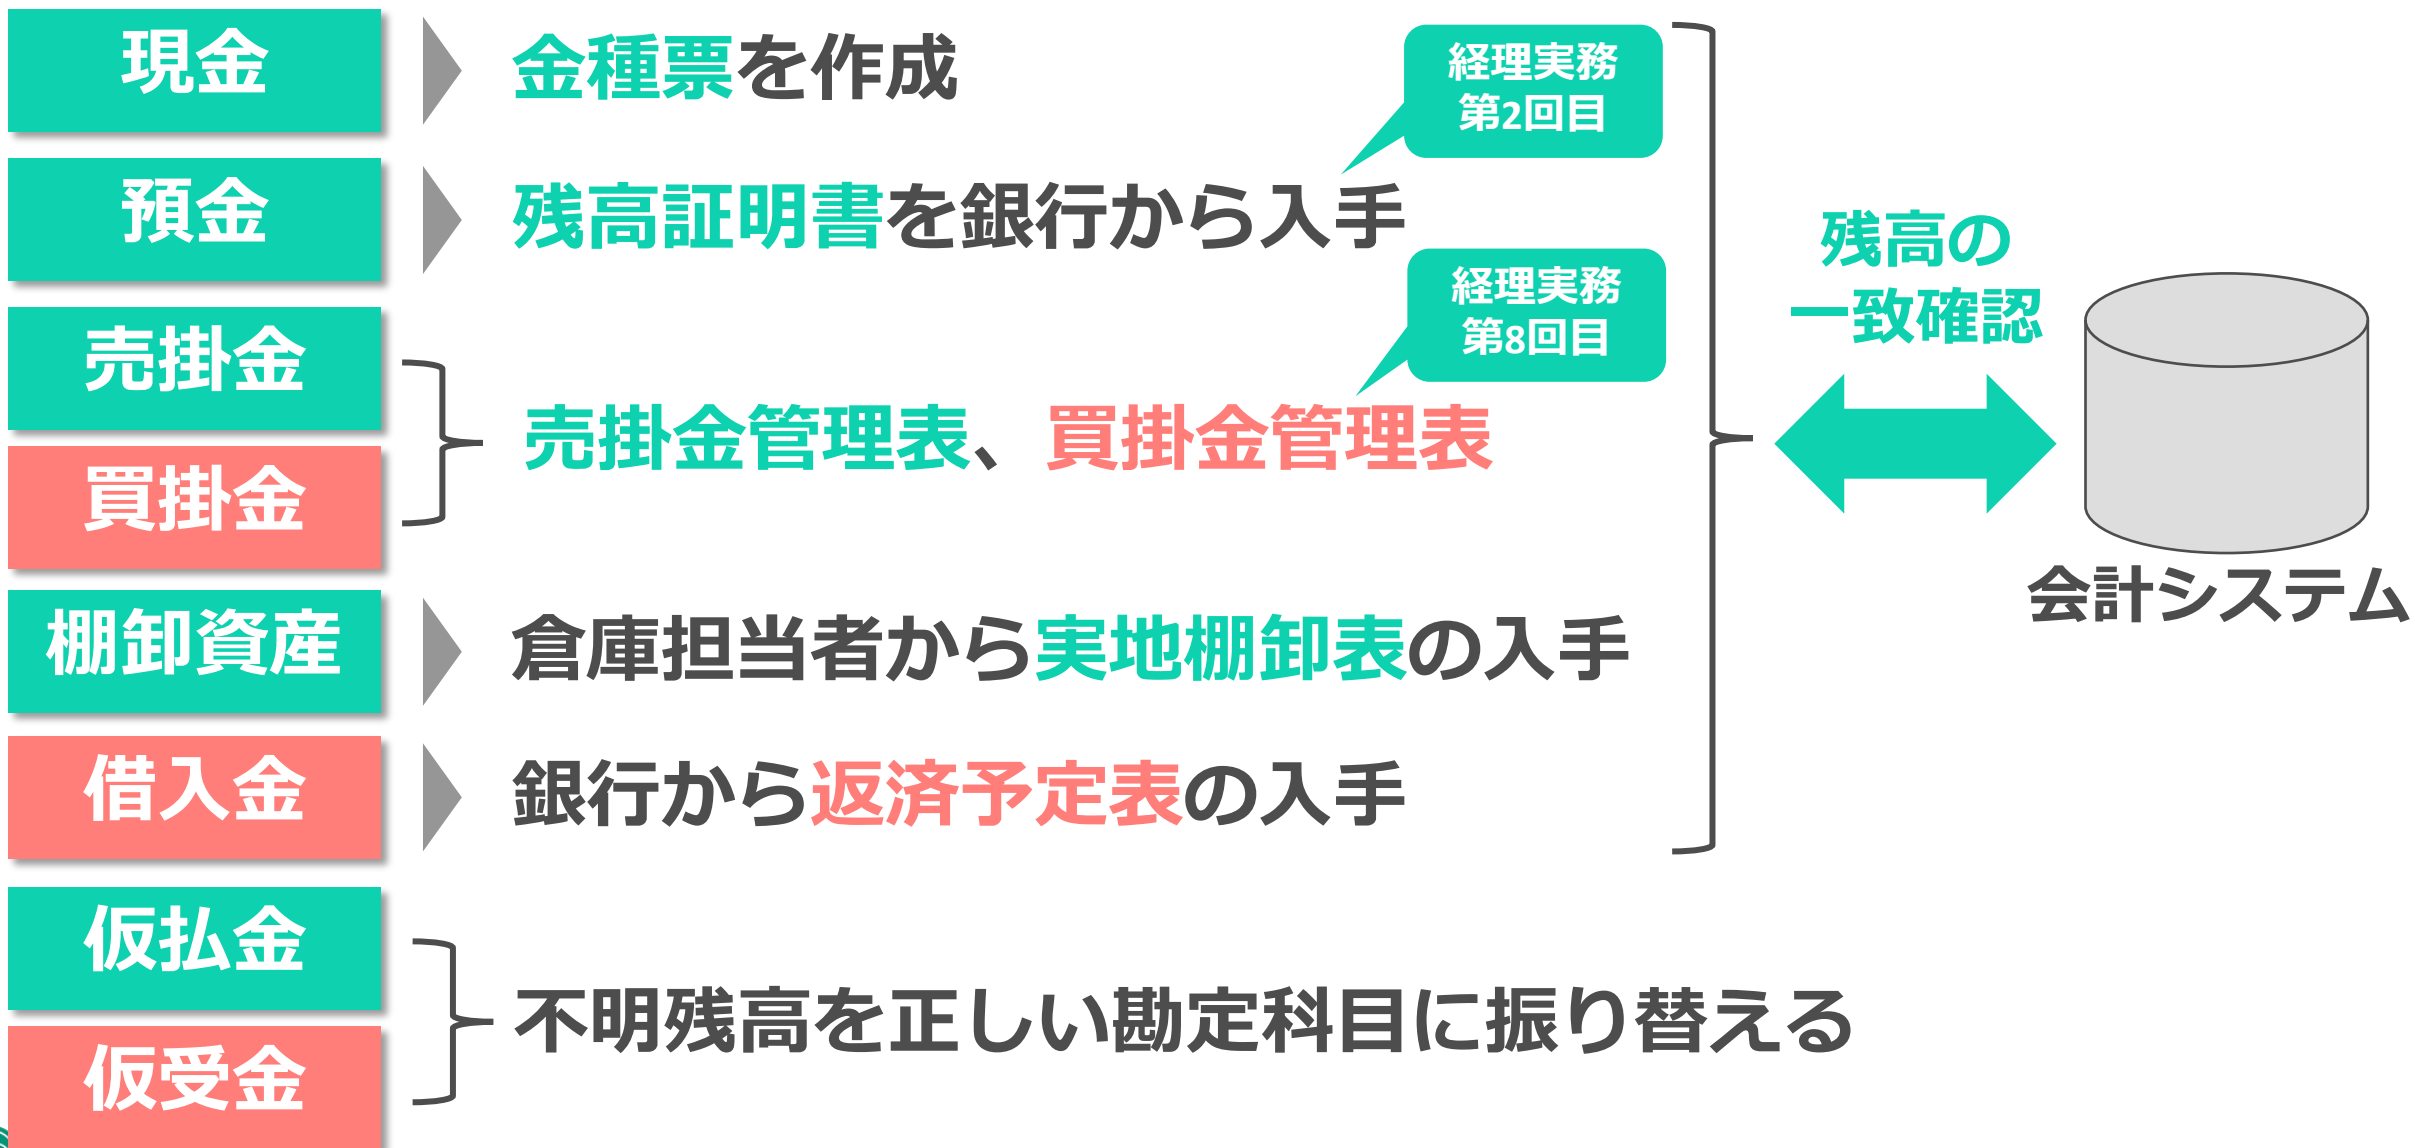 現金
金種票を作成
経理実務
第2回目
預金
残高証明書を銀行から入手
経理実務
第8回目
売掛金
買掛金
売掛金管理表、買掛金管理表
棚卸資産
倉庫担当者から実地棚卸表の入手
借入金
銀行から返済予定表の入手
残高の
一致確認
会計システム
仮払金
仮受金
不明残高を正しい勘定科目に振り替える